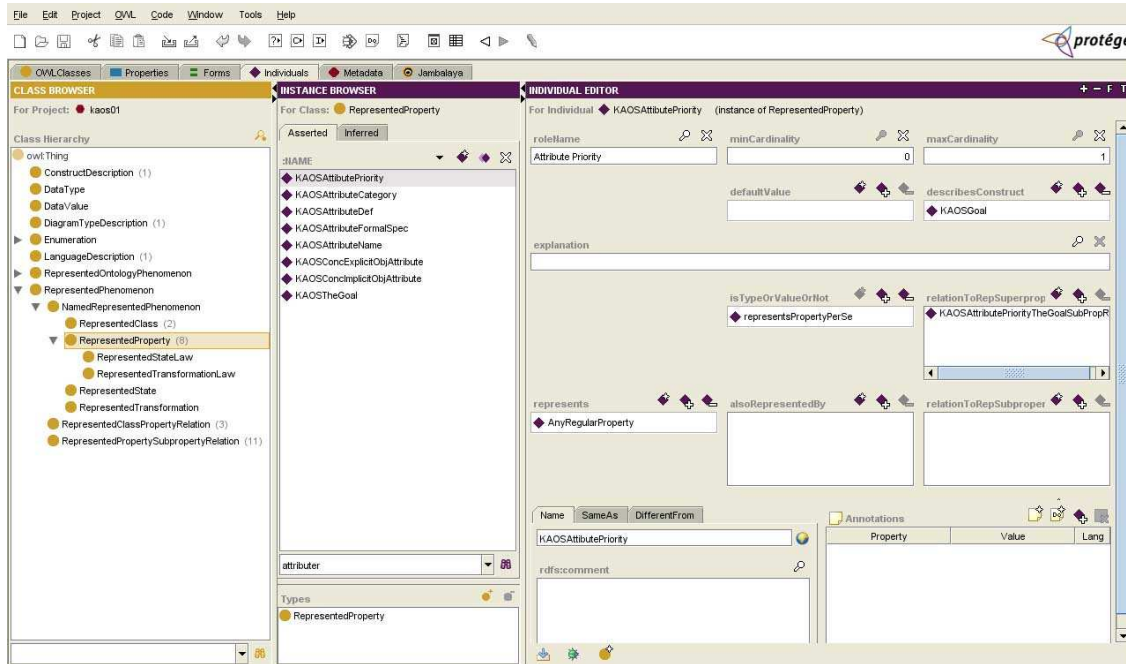 File Edit Project OWL Code Window Tools Help
protégé
OWLClasses Properties Forms Individuals Metadata Jambalaya
CLASS BROWSER
For Project: kaos01
Class Hierarchy
owl:Thing
ConstructDescription (1)
DataType
DataValue
DiagramTypeDescription (1)
Enumeration
LanguageDescription (1)
RepresentedOntologyPhenomenon
RepresentedPhenomenon
NamedRepresentedPhenomenon
RepresentedClass (2)
RepresentedProperty (8)
RepresentedStateLaw
RepresentedTransformationLaw
RepresentedState
RepresentedTransformation
RepresentedClassPropertyRelation (3)
RepresentedPropertySubpropertyRelation (11)
INSTANCE BROWSER
For Class: RepresentedProperty
Asserted Inferred
:NAME
KAOSAttibutePriority
KAOSAttributeCategory
KAOSAttributeDef
KAOSAttributeFormalSpec
KAOSAttributeName
KAOSConcExplicitObjAttribute
KAOSConcImplicitObjAttribute
KAOSTheGoal
attributer
Types
RepresentedProperty
INDIVIDUAL EDITOR + − F T
For Individual KAOSAttibutePriority (instance of RepresentedProperty)
roleName minCardinality maxCardinality
Attribute Priority 0 1
defaultValue describesConstruct
KAOSGoal
explanation
isTypeOrValueOrNot relationToRepSuperprop
representsPropertyPerSe KAOSAttributePriorityTheGoalSubPropR
represents alsoRepresentedBy relationToRepSubproper
AnyRegularProperty
Name SameAs DifferentFrom Annotations
KAOSAttibutePriority Property Value Lang
rdfs:comment